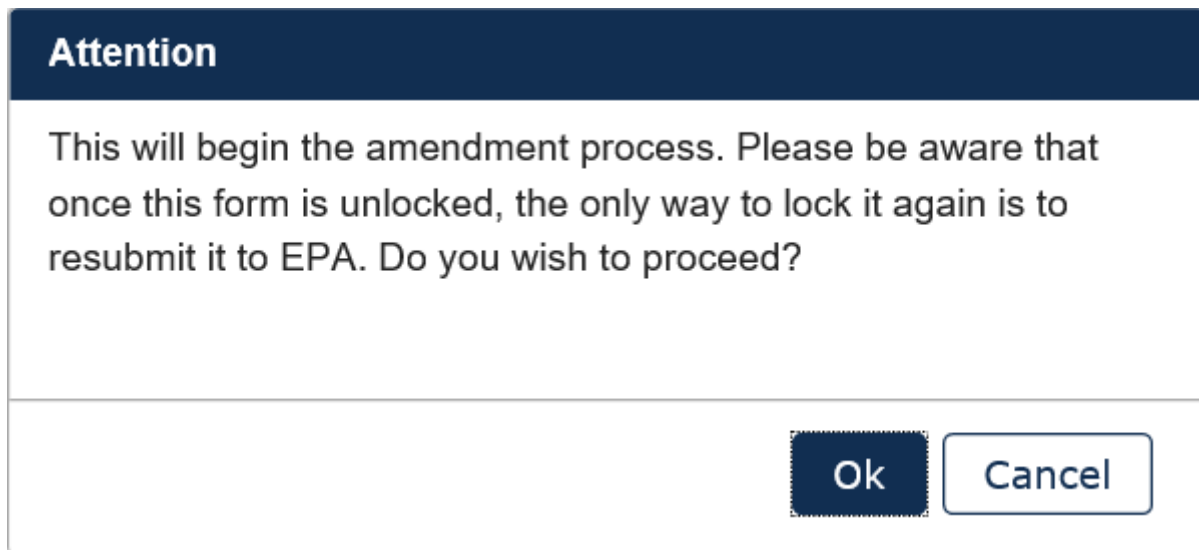 Attention
This will begin the amendment process. Please be aware that
once this form is unlocked, the only way to lock it again is to
resubmit it to EPA. Do you wish to proceed?
Ok
Cancel